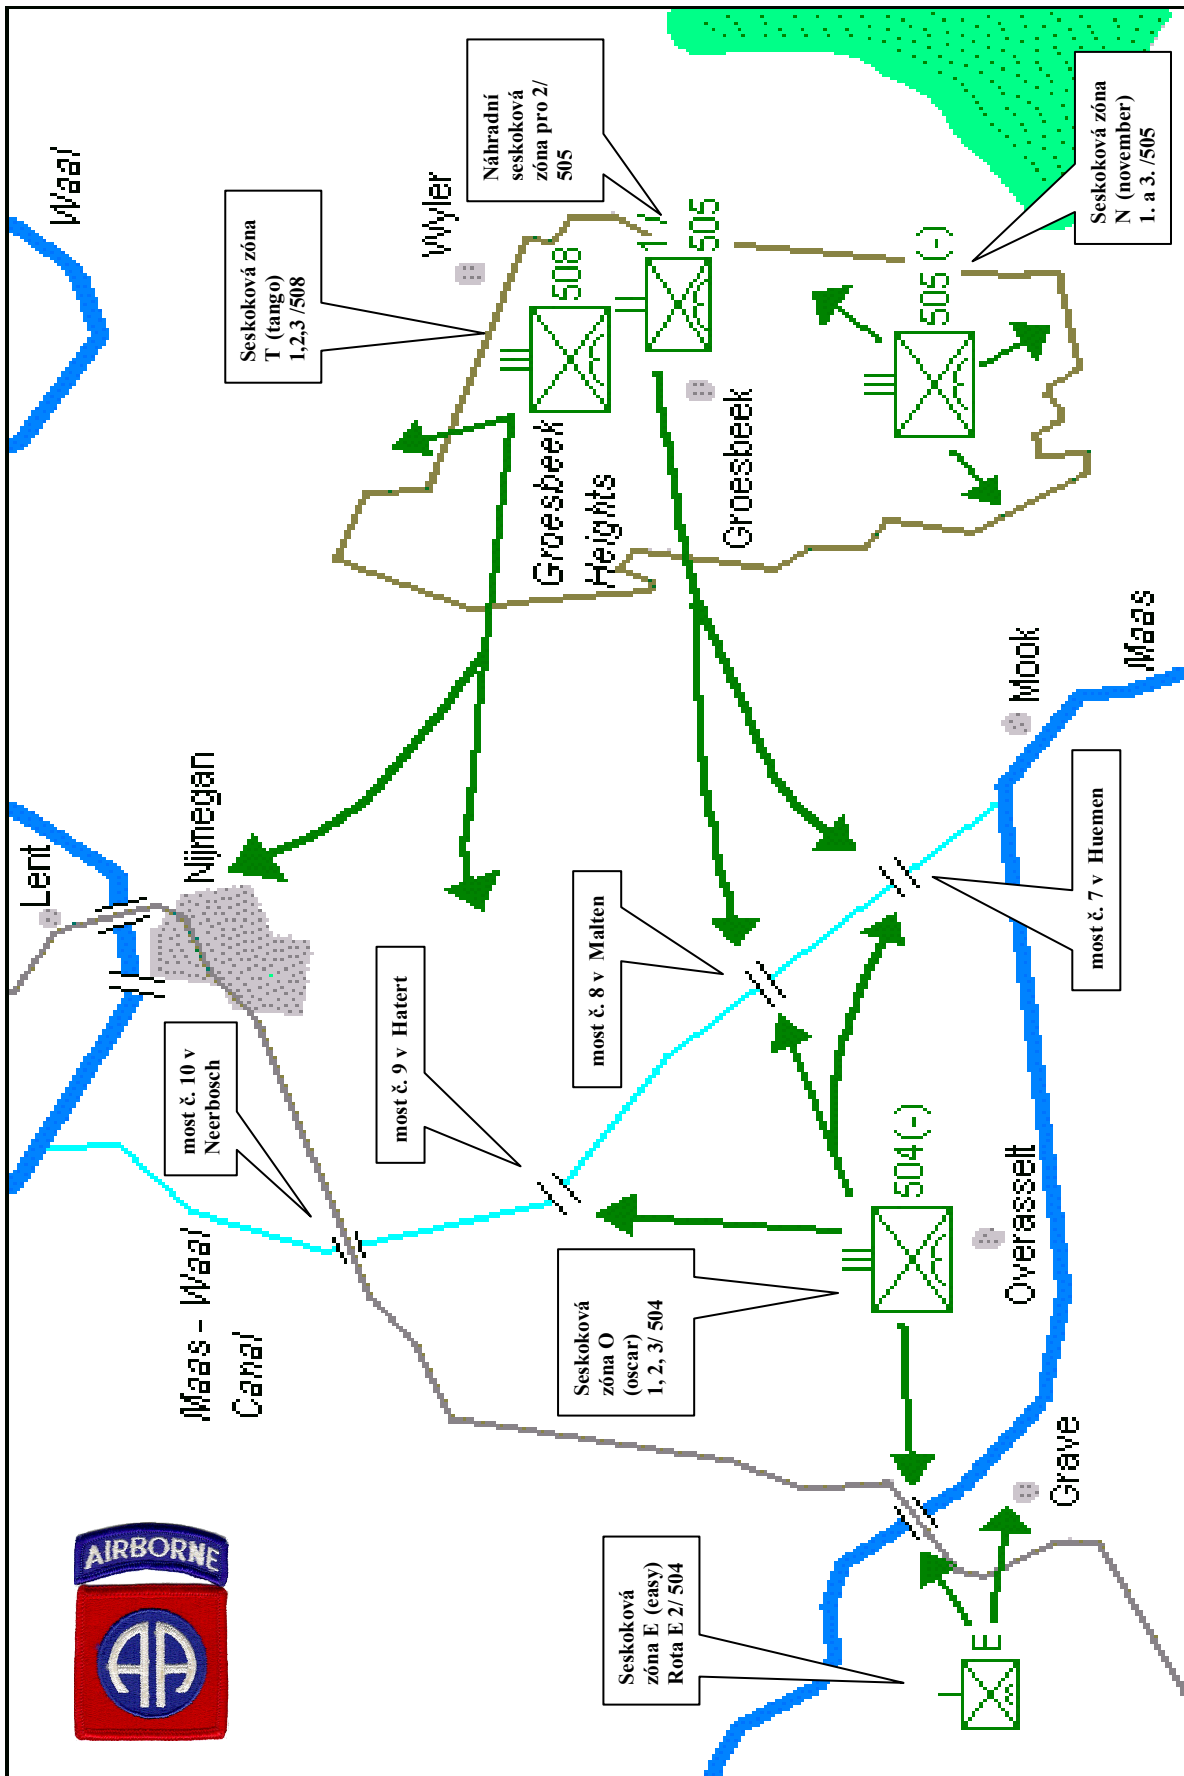 AIRBORNE
AA
Maas - Waal
Canal
Lent
Nijmegan
Waal
most č. 10 v
Neerbosch
Seskoková zóna
T (tango)
1,2,3 /508
Wyler
most č. 9 v Hatert
Náhradní
seskoková
zóna pro 2/
505
508
Groesbeek
Heights
1
505
Groesbeek
most č. 8 v Malten
Seskoková
zóna O
(oscar)
1, 2, 3/ 504
504(-)
Overasselt
505 (-)
Seskoková zóna
N (november)
1. a 3. /505
Seskoková
zóna E (easy)
Rota E 2/ 504
E
Grave
Mook
Maas
most č. 7 v Huemen